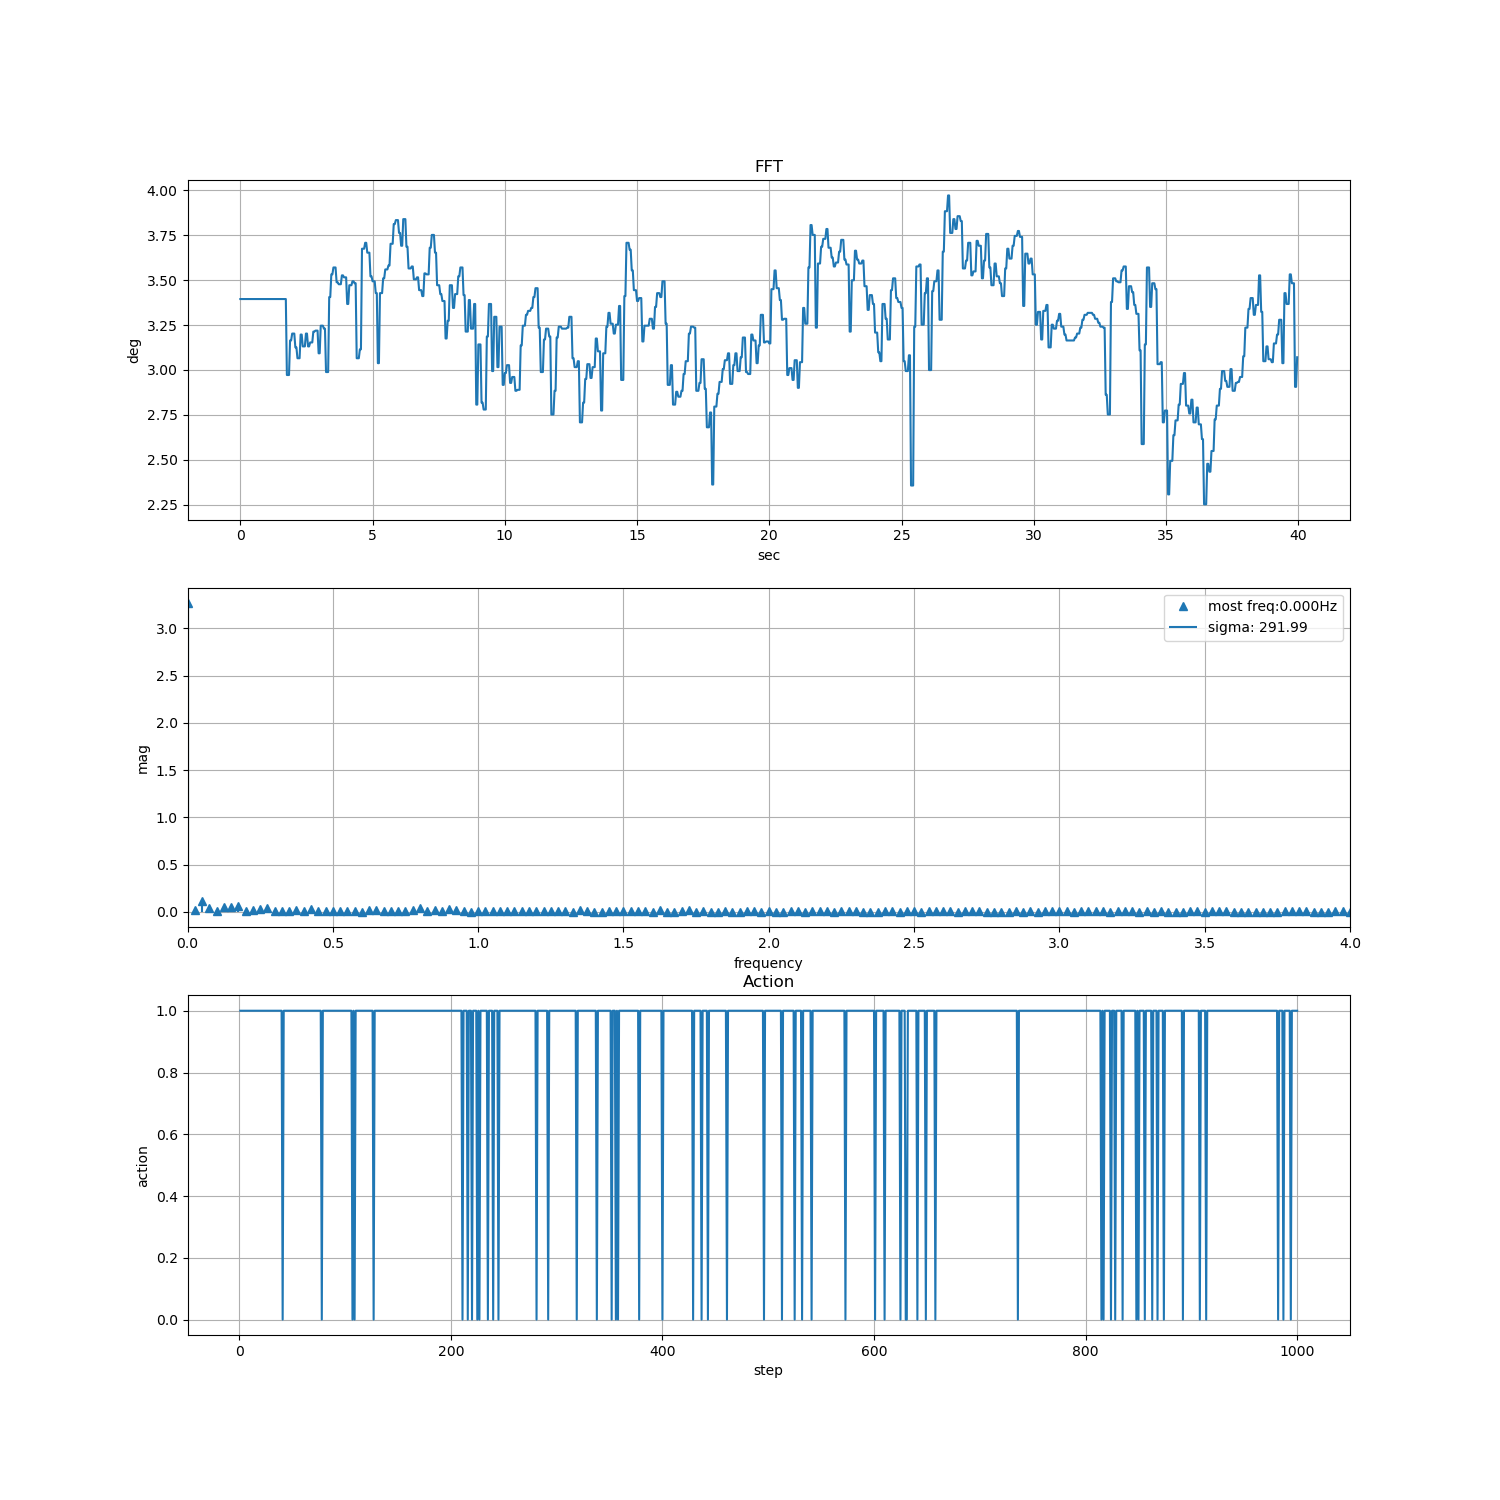 FFT
4.00
3.75
3.50
3.25
3.00
2.75
2.50
2.25
deg
0 5 10 15 20 25 30 35 40
sec
most freq:0.000Hz
sigma: 291.99
3.0
2.5
2.0
1.5
1.0
0.5
0.0
mag
0.0 0.5 1.0 1.5 2.0 2.5 3.0 3.5 4.0
frequency
Action
1.0
0.8
0.6
0.4
0.2
0.0
action
0 200 400 600 800 1000
step